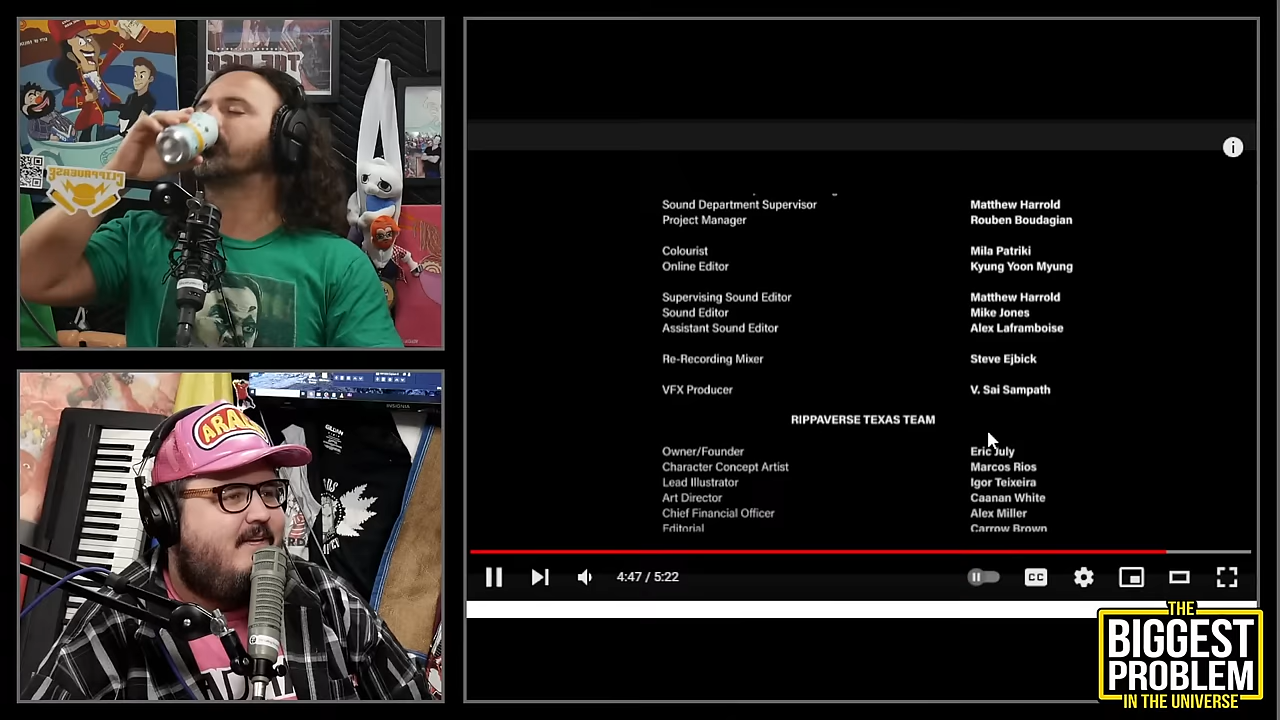 CLIPPAVERSE
ARAB
GILDAN
INSIGNIA
Sound Department Supervisor Matthew Harrold
Project Manager Rouben Boudagian
Colourist Mila Patriki
Online Editor Kyung Yoon Myung
Supervising Sound Editor Matthew Harrold
Sound Editor Mike Jones
Assistant Sound Editor Alex Laframboise
Re-Recording Mixer Steve Ejbick
VFX Producer V. Sai Sampath
RIPPAVERSE TEXAS TEAM
Owner/Founder Eric July
Character Concept Artist Marcos Rios
Lead Illustrator Igor Teixeira
Art Director Caanan White
Chief Financial Officer Alex Miller
Editorial Carrow Brown
4:47 / 5:22
CC
THE
BIGGEST
PROBLEM
IN THE UNIVERSE